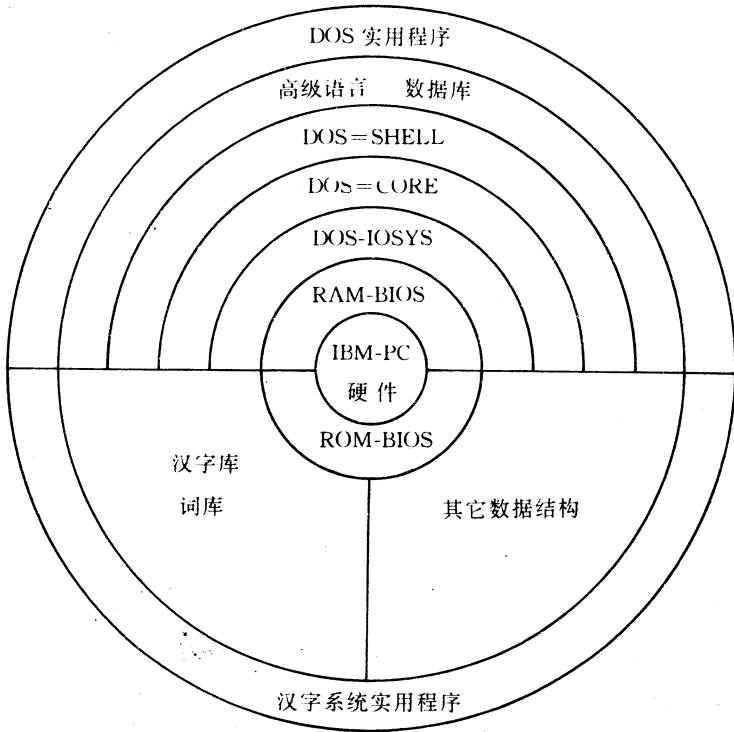 DOS 实用程序
高级语言 数据库
DOS=SHELL
DOS=CORE
DOS-IOSYS
RAM-BIOS
IBM-PC
硬件
ROM-BIOS
汉字库
词库
其它数据结构
汉字系统实用程序